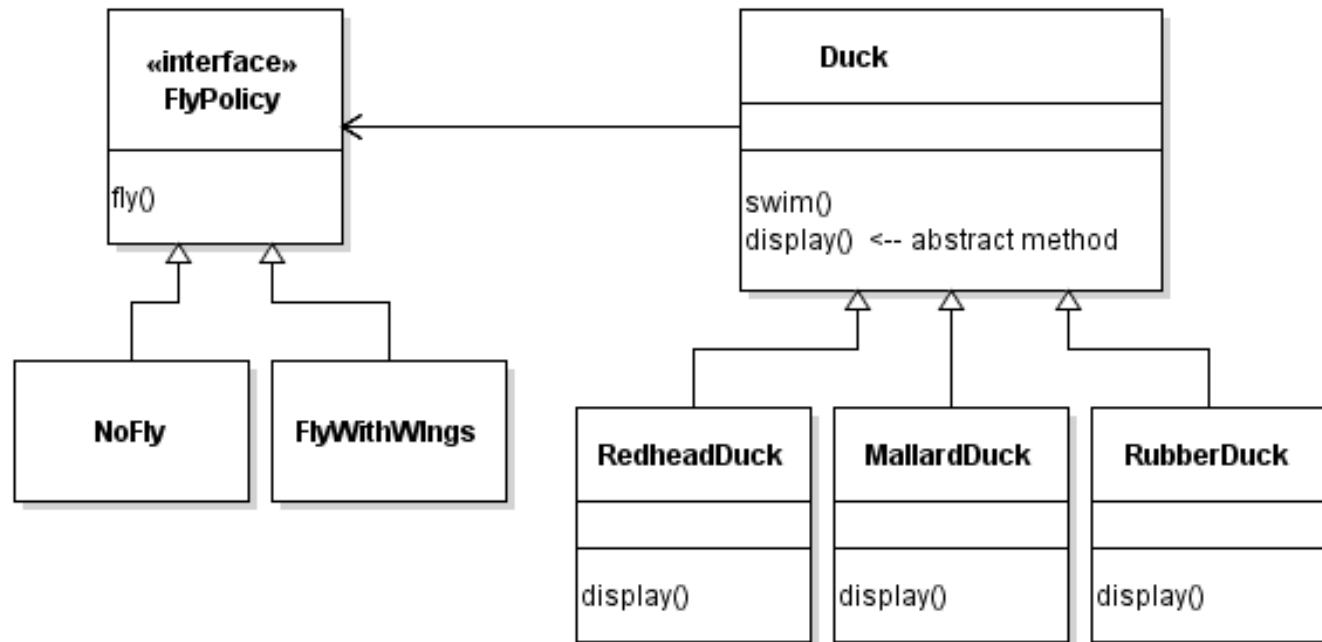 «interface»
FlyPolicy
fly()
NoFly
FlyWithWIngs
Duck
swim()
display() <-- abstract method
RedheadDuck
display()
MallardDuck
display()
RubberDuck
display()